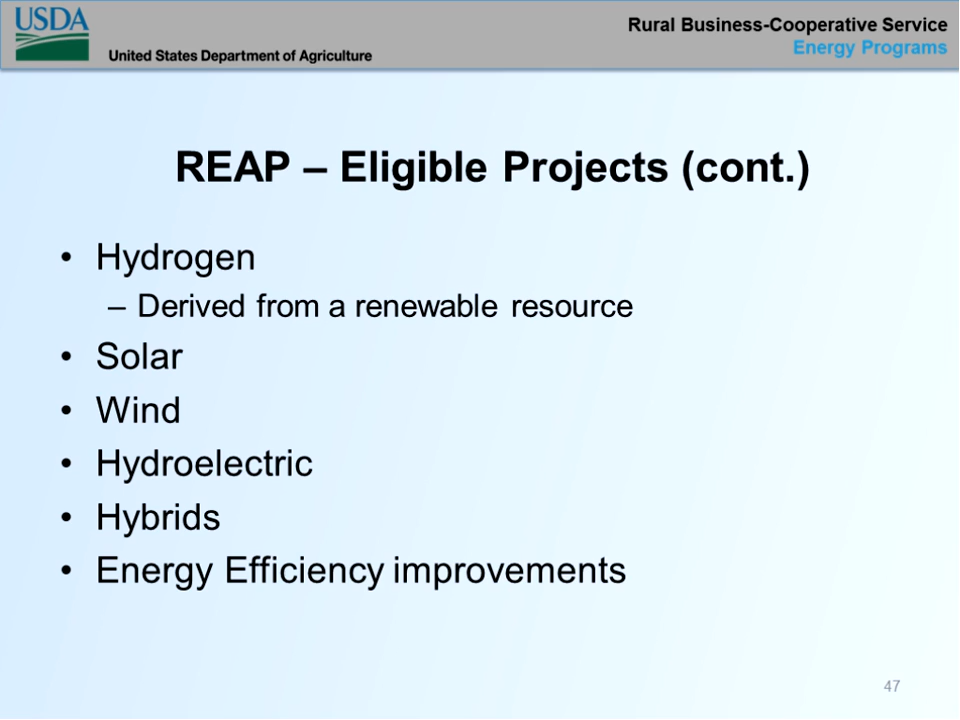 USDA
United States Department of Agriculture
Rural Business-Cooperative Service
Energy Programs
REAP – Eligible Projects (cont.)
• Hydrogen
– Derived from a renewable resource
• Solar
• Wind
• Hydroelectric
• Hybrids
• Energy Efficiency improvements
47